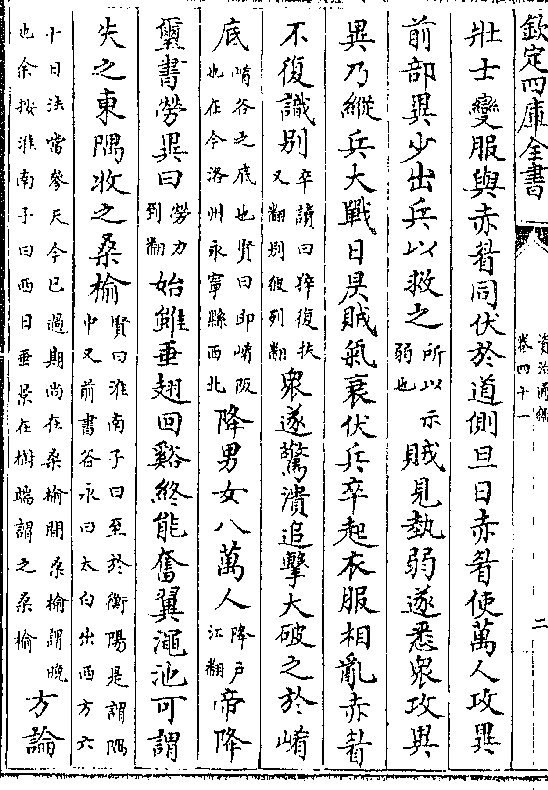 欽定四庫全書
資治通鑑
卷四十一
二
壯士變服與赤眉同伏於道側旦日赤眉使萬人攻異
前部異少出兵以救之所以示弱也賊見埶弱遂悉衆攻異
異乃縱兵大戰日昃賊氣衰伏兵卒起衣服相亂赤眉
不復識别卒讀曰猝復扶又翻别彼列翻衆遂驚潰追擊大破之於崤
底崤谷之底也賢曰即崤阪也在今洛州永寧縣西北降男女八萬人降户江翻帝降
璽書勞異曰勞力到翻始雖垂翅回谿終能奮翼澠池可謂
失之東隅收之桑榆賢曰淮南子曰至於衡陽是謂隅中又前書谷永曰太白出西方六
十日法當參天今已過期尚在桑榆閒桑榆謂晚也余按淮南子曰西日垂景在樹端謂之桑榆方論